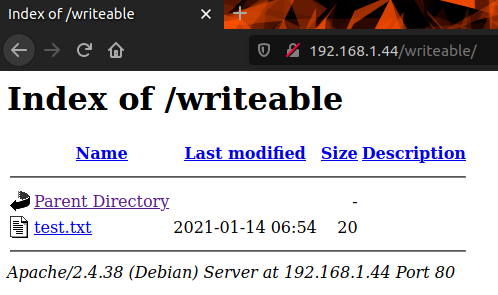 Index of /writeable
192.168.1.44/writeable/
Index of /writeable
Name Last modified Size Description
Parent Directory -
test.txt 2021-01-14 06:54 20
Apache/2.4.38 (Debian) Server at 192.168.1.44 Port 80